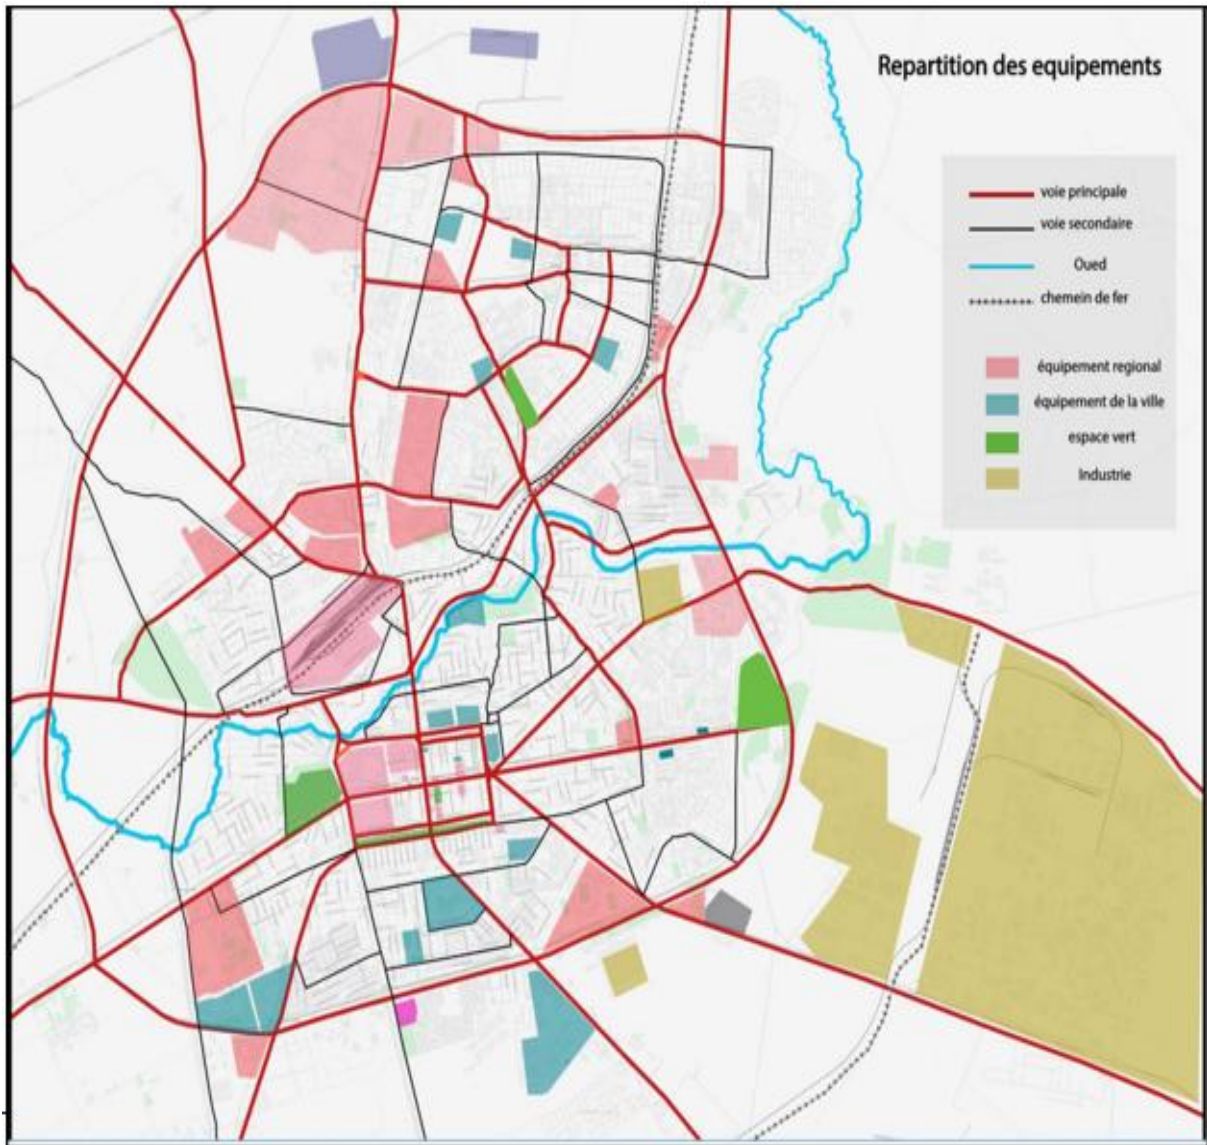 Repartition des equipements
voie principale
voie secondaire
Oued
chemein de fer
équipement regional
équipement de la ville
espace vert
Industrie